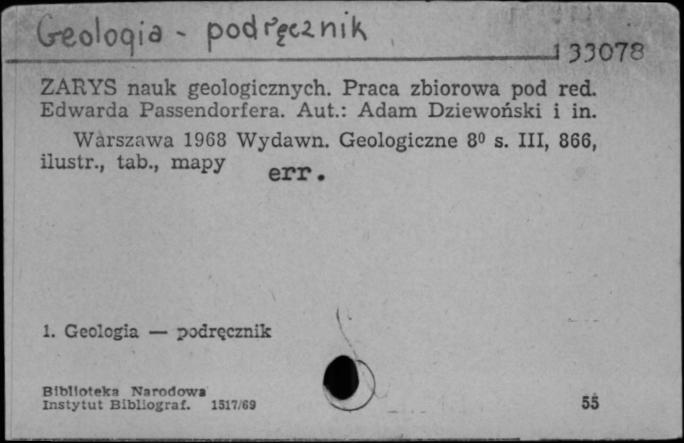 Geologia - podręcznik
133078
ZARYS nauk geologicznych. Praca zbiorowa pod red.
Edwarda Passendorfera. Aut.: Adam Dziewoński i in.
Warszawa 1968 Wydawn. Geologiczne 8⁰ s. III, 866,
ilustr., tab., mapy
err.
1. Geologia — podręcznik
Biblioteka Narodowa
Instytut Bibliograf. 1517/69
55